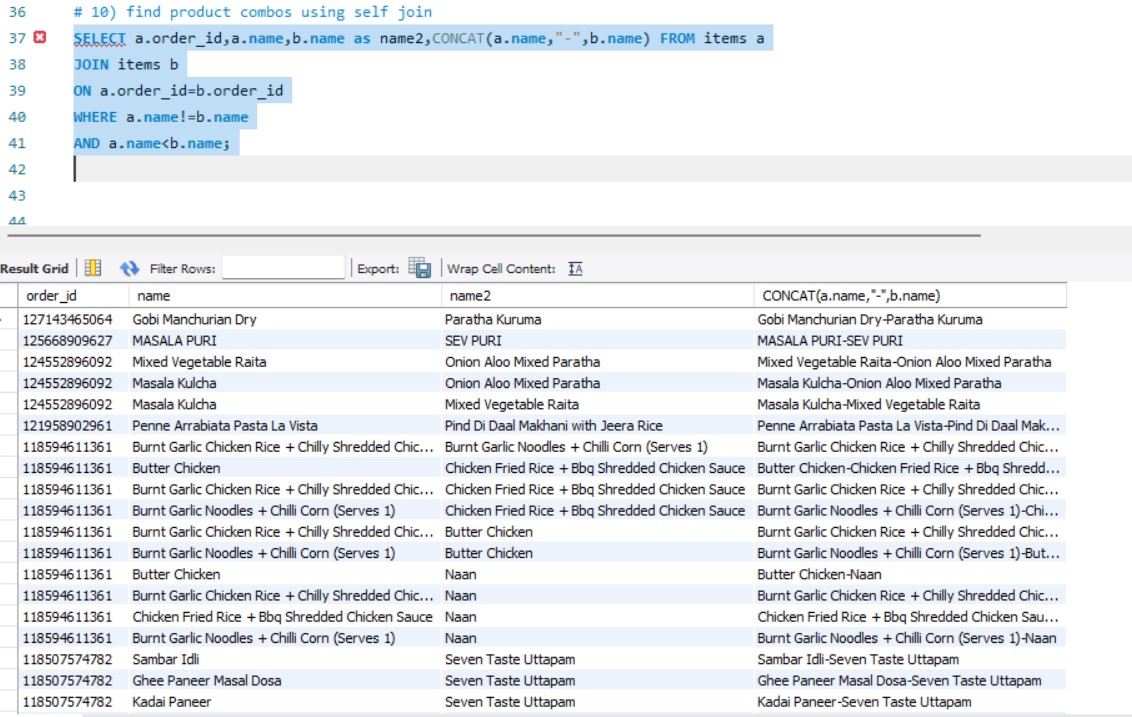 36 # 10) find product combos using self join
37 SELECT a.order_id,a.name,b.name as name2,CONCAT(a.name,"-",b.name) FROM items a
38 JOIN items b
39 ON a.order_id=b.order_id
40 WHERE a.name!=b.name
41 AND a.name<b.name;
42
43
44
Result Grid Filter Rows: Export: Wrap Cell Content:
order_id name name2 CONCAT(a.name,"-",b.name)
127143465064 Gobi Manchurian Dry Paratha Kuruma Gobi Manchurian Dry-Paratha Kuruma
125668909627 MASALA PURI SEV PURI MASALA PURI-SEV PURI
124552896092 Mixed Vegetable Raita Onion Aloo Mixed Paratha Mixed Vegetable Raita-Onion Aloo Mixed Paratha
124552896092 Masala Kulcha Onion Aloo Mixed Paratha Masala Kulcha-Onion Aloo Mixed Paratha
124552896092 Masala Kulcha Mixed Vegetable Raita Masala Kulcha-Mixed Vegetable Raita
121958902961 Penne Arrabiata Pasta La Vista Pind Di Daal Makhani with Jeera Rice Penne Arrabiata Pasta La Vista-Pind Di Daal Mak...
118594611361 Burnt Garlic Chicken Rice + Chilly Shredded Chic... Burnt Garlic Noodles + Chilli Corn (Serves 1) Burnt Garlic Chicken Rice + Chilly Shredded Chic...
118594611361 Butter Chicken Chicken Fried Rice + Bbq Shredded Chicken Sauce Butter Chicken-Chicken Fried Rice + Bbq Shredd...
118594611361 Burnt Garlic Chicken Rice + Chilly Shredded Chic... Chicken Fried Rice + Bbq Shredded Chicken Sauce Burnt Garlic Chicken Rice + Chilly Shredded Chic...
118594611361 Burnt Garlic Noodles + Chilli Corn (Serves 1) Chicken Fried Rice + Bbq Shredded Chicken Sauce Burnt Garlic Noodles + Chilli Corn (Serves 1)-Chi...
118594611361 Burnt Garlic Chicken Rice + Chilly Shredded Chic... Butter Chicken Burnt Garlic Chicken Rice + Chilly Shredded Chic...
118594611361 Burnt Garlic Noodles + Chilli Corn (Serves 1) Butter Chicken Burnt Garlic Noodles + Chilli Corn (Serves 1)-But...
118594611361 Butter Chicken Naan Butter Chicken-Naan
118594611361 Burnt Garlic Chicken Rice + Chilly Shredded Chic... Naan Burnt Garlic Chicken Rice + Chilly Shredded Chic...
118594611361 Chicken Fried Rice + Bbq Shredded Chicken Sauce Naan Chicken Fried Rice + Bbq Shredded Chicken Sau...
118594611361 Burnt Garlic Noodles + Chilli Corn (Serves 1) Naan Burnt Garlic Noodles + Chilli Corn (Serves 1)-Naan
118507574782 Sambar Idli Seven Taste Uttapam Sambar Idli-Seven Taste Uttapam
118507574782 Ghee Paneer Masal Dosa Seven Taste Uttapam Ghee Paneer Masal Dosa-Seven Taste Uttapam
118507574782 Kadai Paneer Seven Taste Uttapam Kadai Paneer-Seven Taste Uttapam